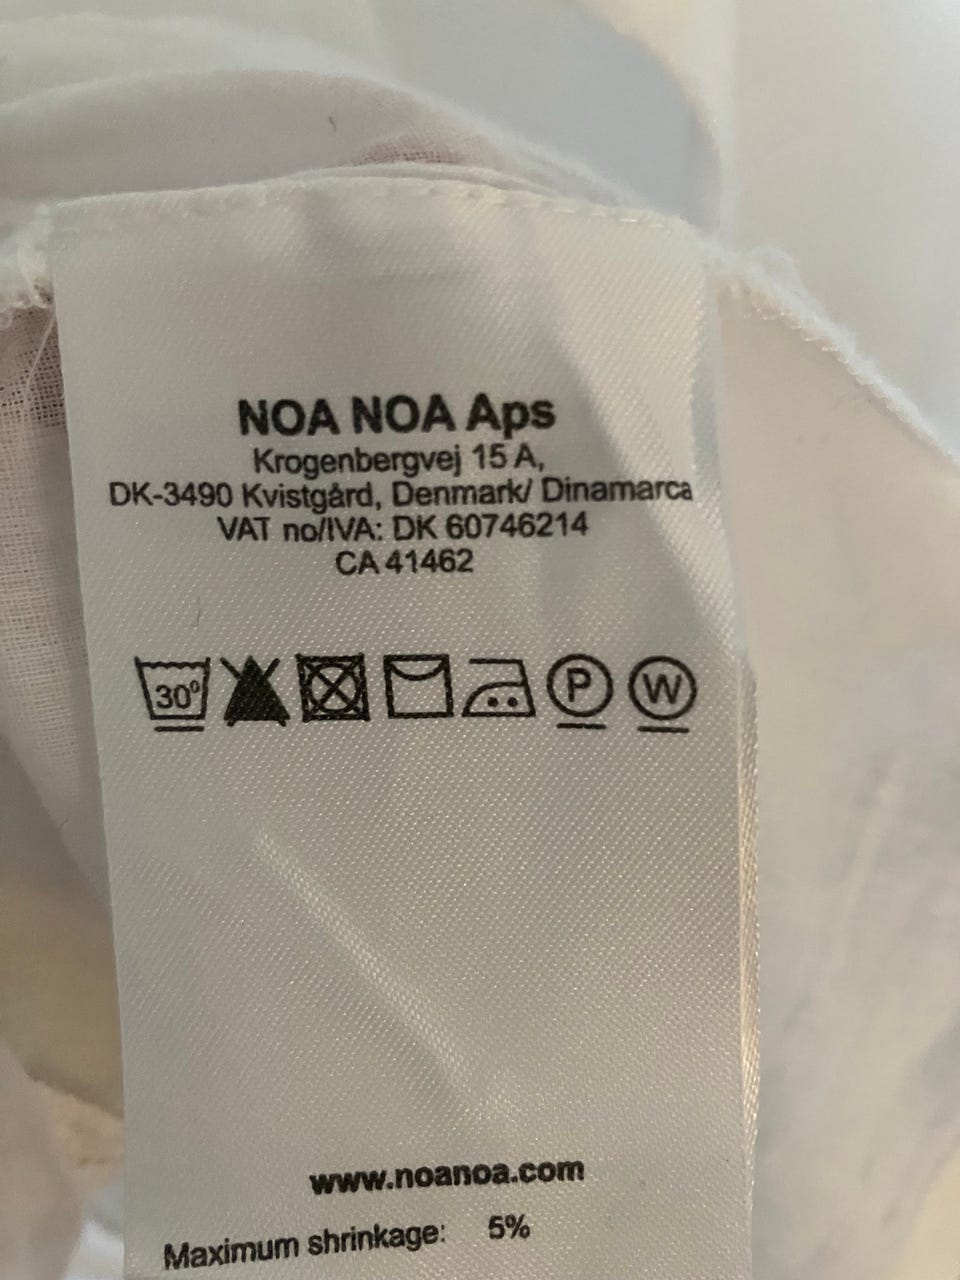 NOA NOA Aps
Krogenbergvej 15 A,
DK-3490 Kvistgård, Denmark/ Dinamarca
VAT no/IVA: DK 60746214
CA 41462
30° P W
www.noanoa.com
Maximum shrinkage: 5%